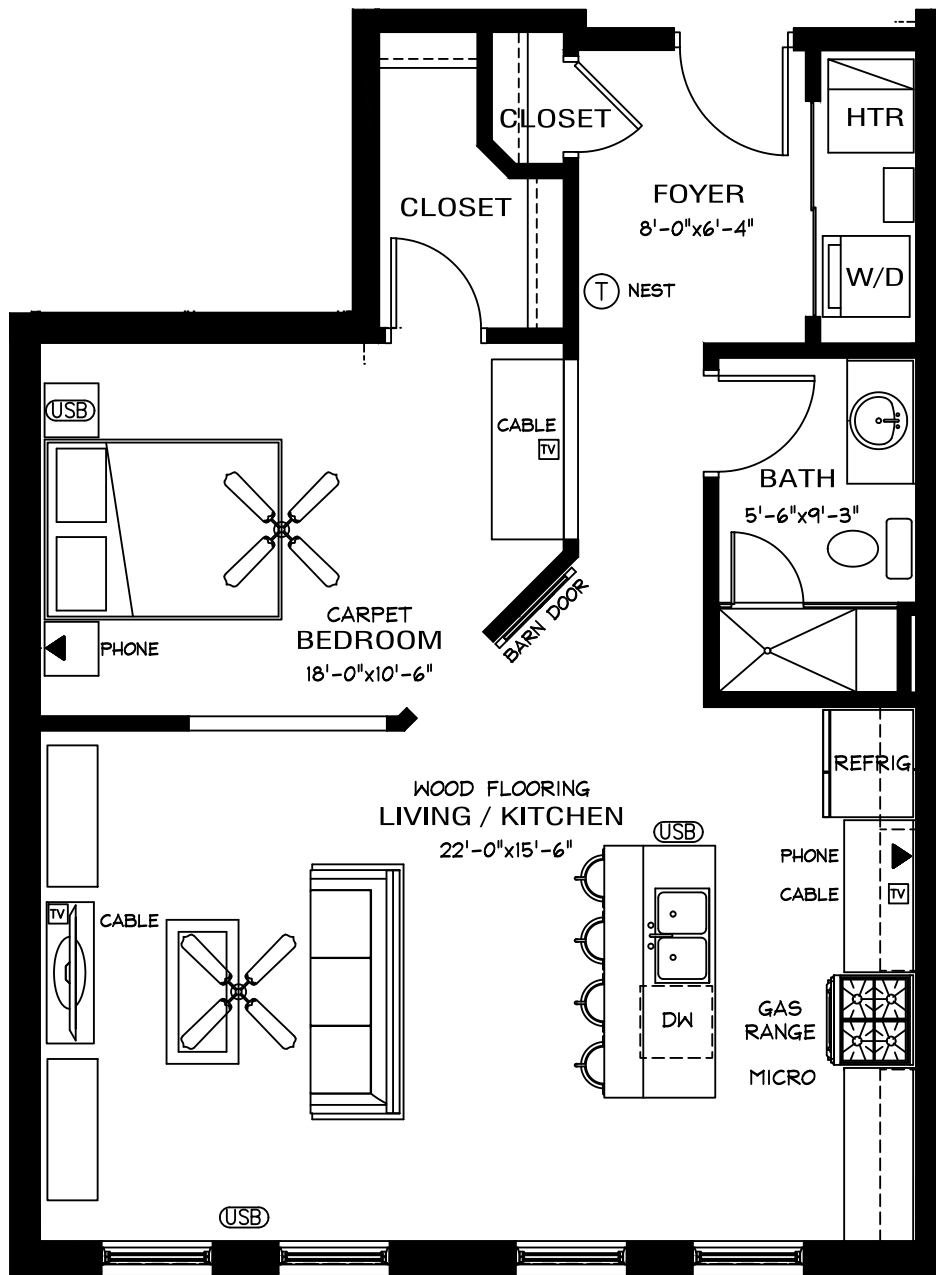 CLOSET
HTR
FOYER
8'-0"x6'-4"
CLOSET
W/D
T NEST
USB
CABLE
TV
BATH
5'-6"x9'-3"
CARPET
BEDROOM
18'-0"x10'-6"
BARN DOOR
PHONE
REFRIG.
WOOD FLOORING
LIVING / KITCHEN
22'-0"x15'-6"
USB
PHONE
CABLE
TV
TV
CABLE
DW
GAS
RANGE
MICRO
USB